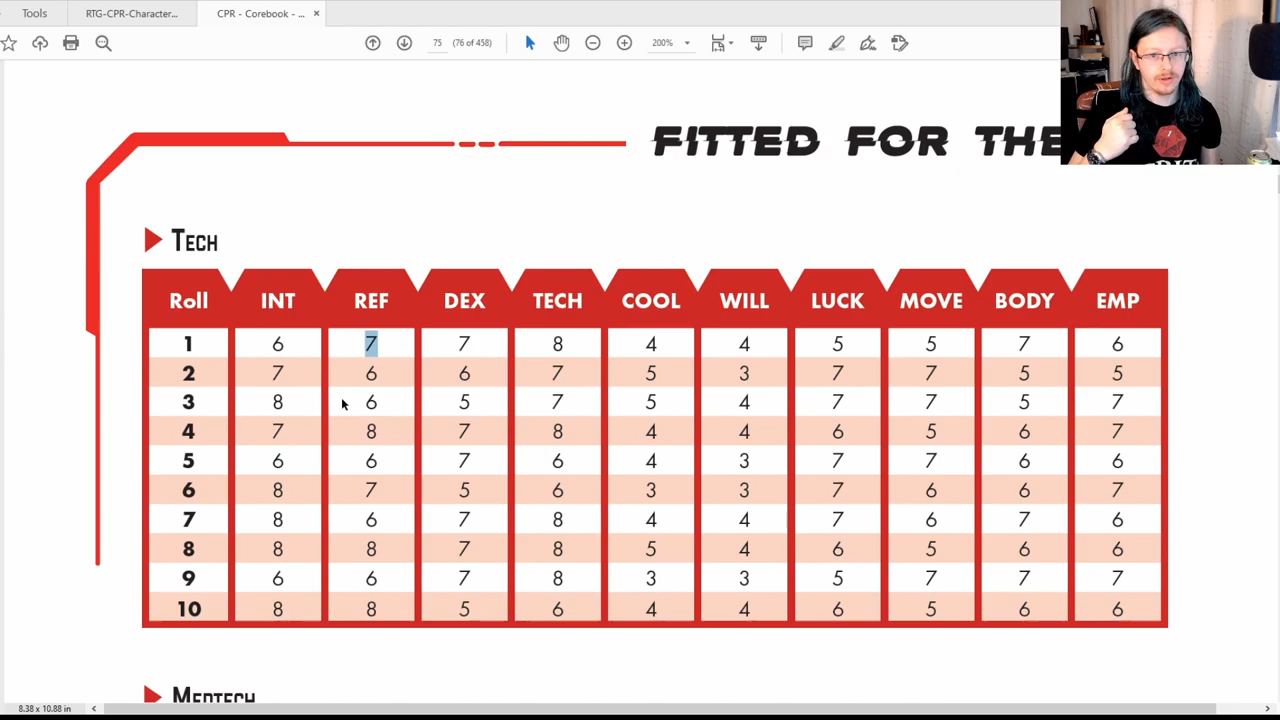 Tools RTG-CPR-Character... CPR - Corebook - ... ×
75 (76 of 458) 200%
FITTED FOR THE
Tech
Roll INT REF DEX TECH COOL WILL LUCK MOVE BODY EMP
1 6 7 7 8 4 4 5 5 7 6
2 7 6 6 7 5 3 7 7 5 5
3 8 6 5 7 5 4 7 7 5 7
4 7 8 7 8 4 4 6 5 6 7
5 6 6 7 6 4 3 7 7 6 6
6 8 7 5 6 3 3 7 6 6 7
7 8 6 7 8 4 4 7 6 7 6
8 8 8 7 8 5 4 6 5 6 6
9 6 6 7 8 3 3 5 7 7 7
10 8 8 5 6 4 4 6 5 6 6
Medtech
8.38 x 10.88 in